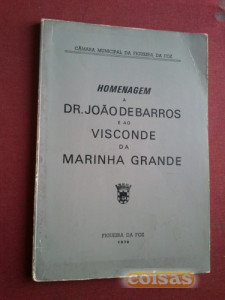 CÂMARA MUNICIPAL DA FIGUEIRA DA FOZ
HOMENAGEM
A
DR. JOÃO DE BARROS
E AO
VISCONDE
DA
MARINHA GRANDE
FIGUEIRA DA FOZ
coisas